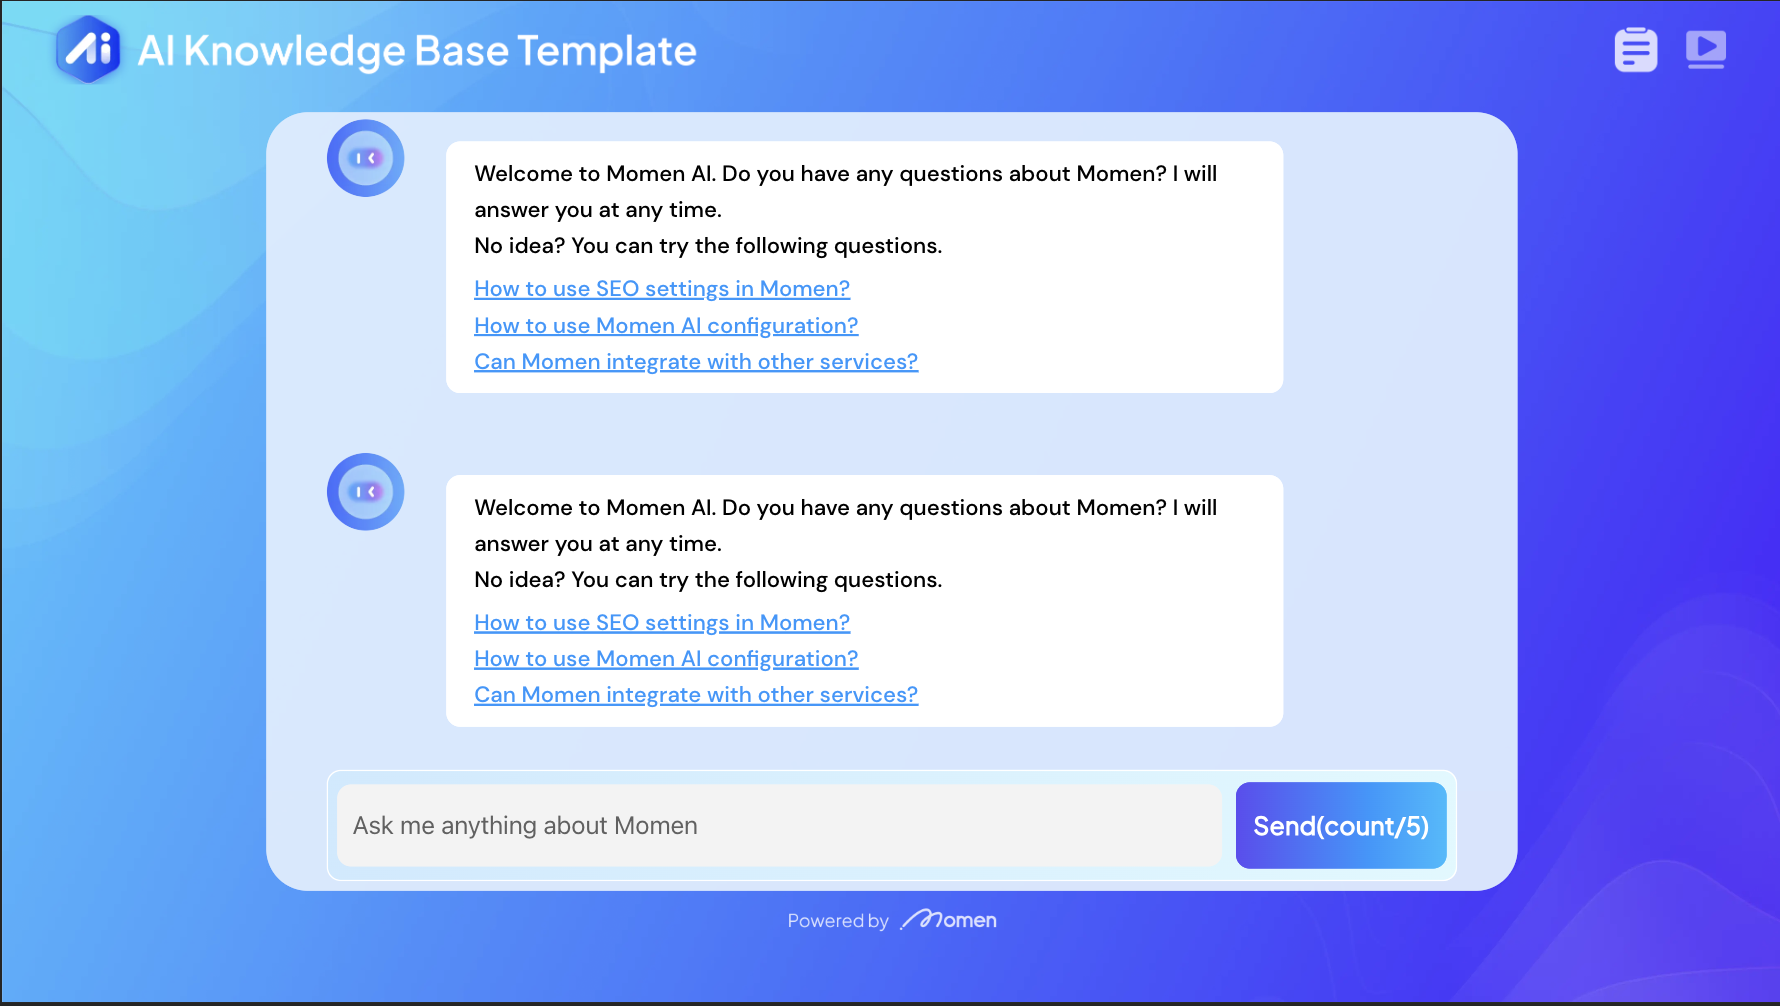 Ai AI Knowledge Base Template
Welcome to Momen AI. Do you have any questions about Momen? I will
answer you at any time.
No idea? You can try the following questions.
How to use SEO settings in Momen?
How to use Momen AI configuration?
Can Momen integrate with other services?
Welcome to Momen AI. Do you have any questions about Momen? I will
answer you at any time.
No idea? You can try the following questions.
How to use SEO settings in Momen?
How to use Momen AI configuration?
Can Momen integrate with other services?
Ask me anything about Momen
Send(count/5)
Powered by Momen